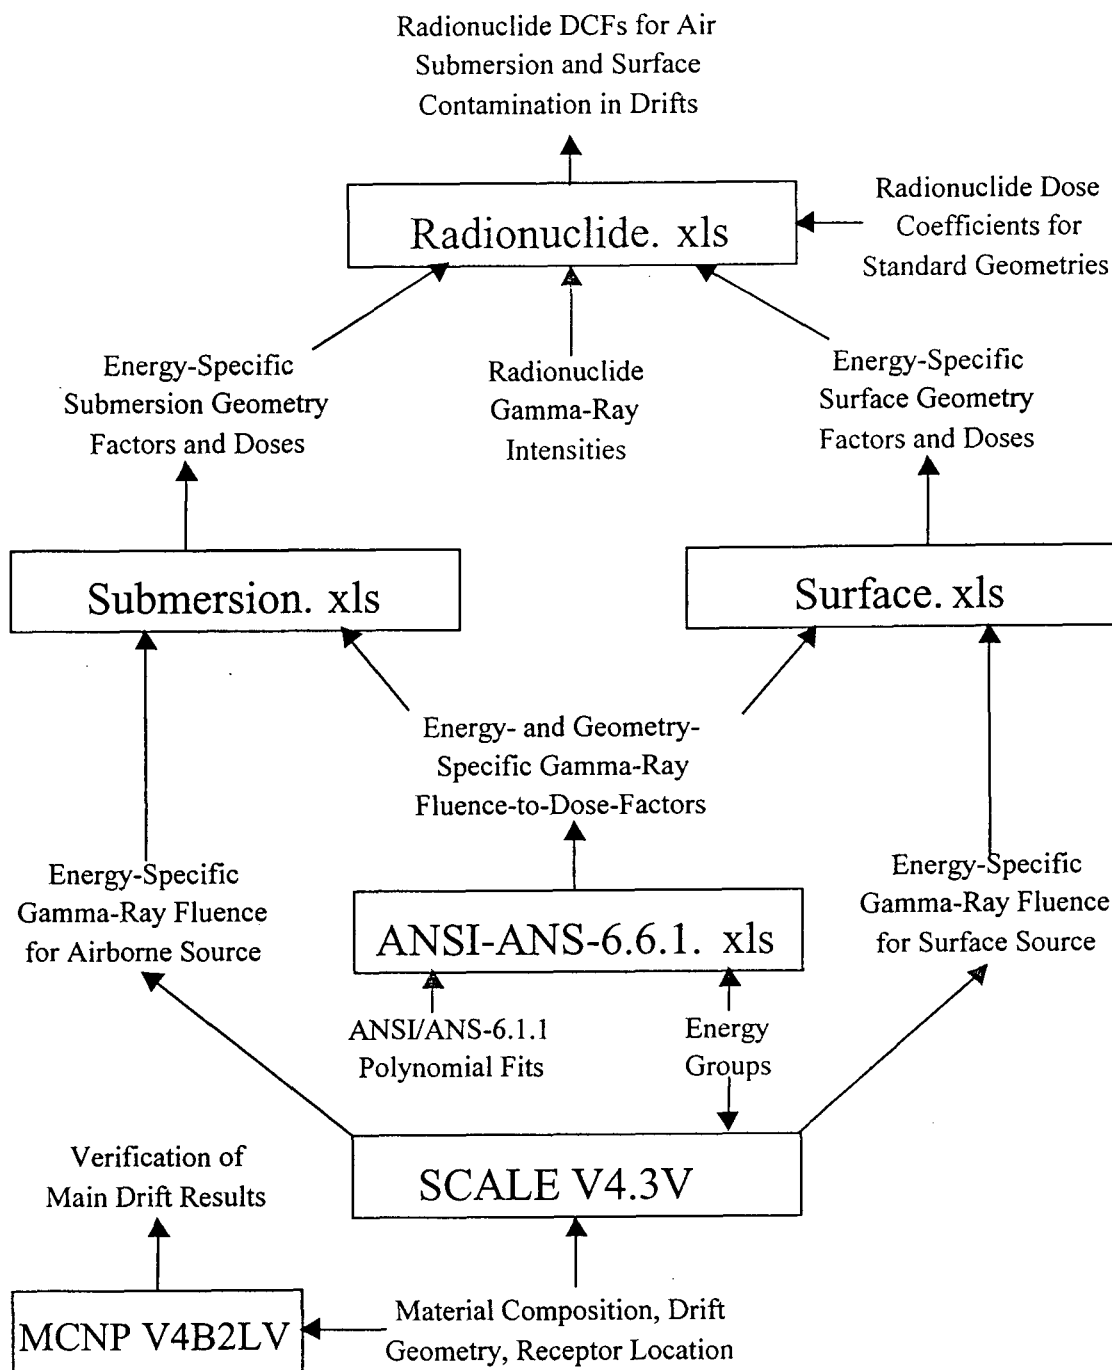 Radionuclide DCFs for Air
Submersion and Surface
Contamination in Drifts
Radionuclide. xls
Radionuclide Dose
Coefficients for
Standard Geometries
Energy-Specific
Submersion Geometry
Factors and Doses
Radionuclide
Gamma-Ray
Intensities
Energy-Specific
Surface Geometry
Factors and Doses
Submersion. xls
Surface. xls
Energy- and Geometry-
Specific Gamma-Ray
Fluence-to-Dose-Factors
Energy-Specific
Gamma-Ray Fluence
for Airborne Source
ANSI-ANS-6.6.1. xls
Energy-Specific
Gamma-Ray Fluence
for Surface Source
ANSI/ANS-6.1.1
Polynomial Fits
Energy
Groups
SCALE V4.3V
Verification of
Main Drift Results
MCNP V4B2LV
Material Composition, Drift
Geometry, Receptor Location